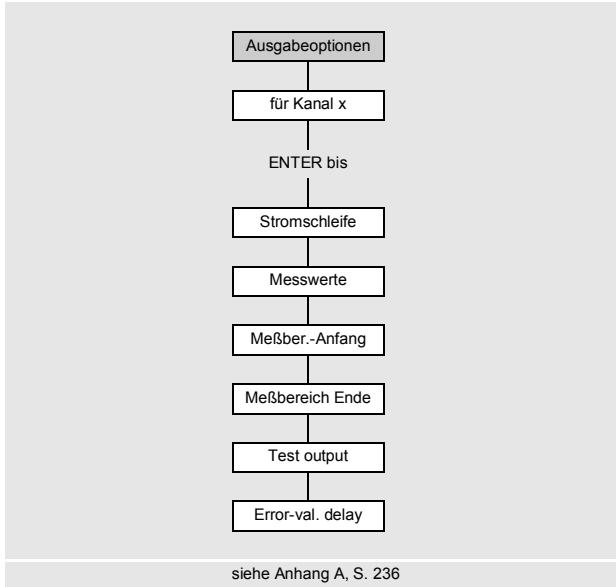 Ausgabeoptionen
für Kanal x
ENTER bis
Stromschleife
Messwerte
Meßber.-Anfang
Meßbereich Ende
Test output
Error-val. delay
siehe Anhang A, S. 236